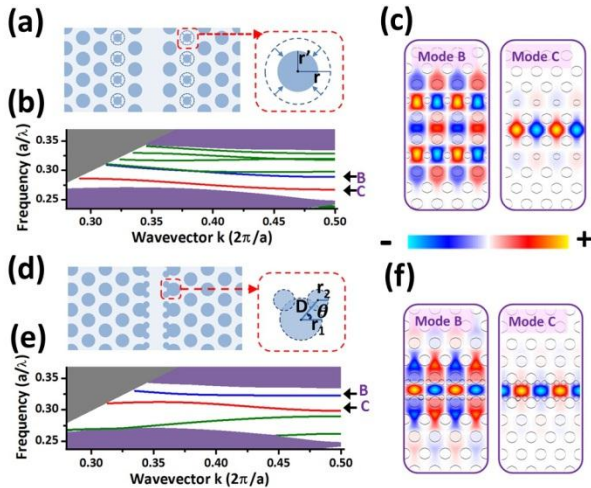 (a)
r'
r
(b)
Frequency (a/λ)
0.35
0.30
0.25
B
C
0.30 0.35 0.40 0.45 0.50
Wavevector k (2π/a)
(c)
Mode B
Mode C
- +
(d)
D r2
θ
r1
(e)
Frequency (a/λ)
0.35
0.30
0.25
B
C
0.30 0.35 0.40 0.45 0.50
Wavevector k (2π/a)
(f)
Mode B
Mode C